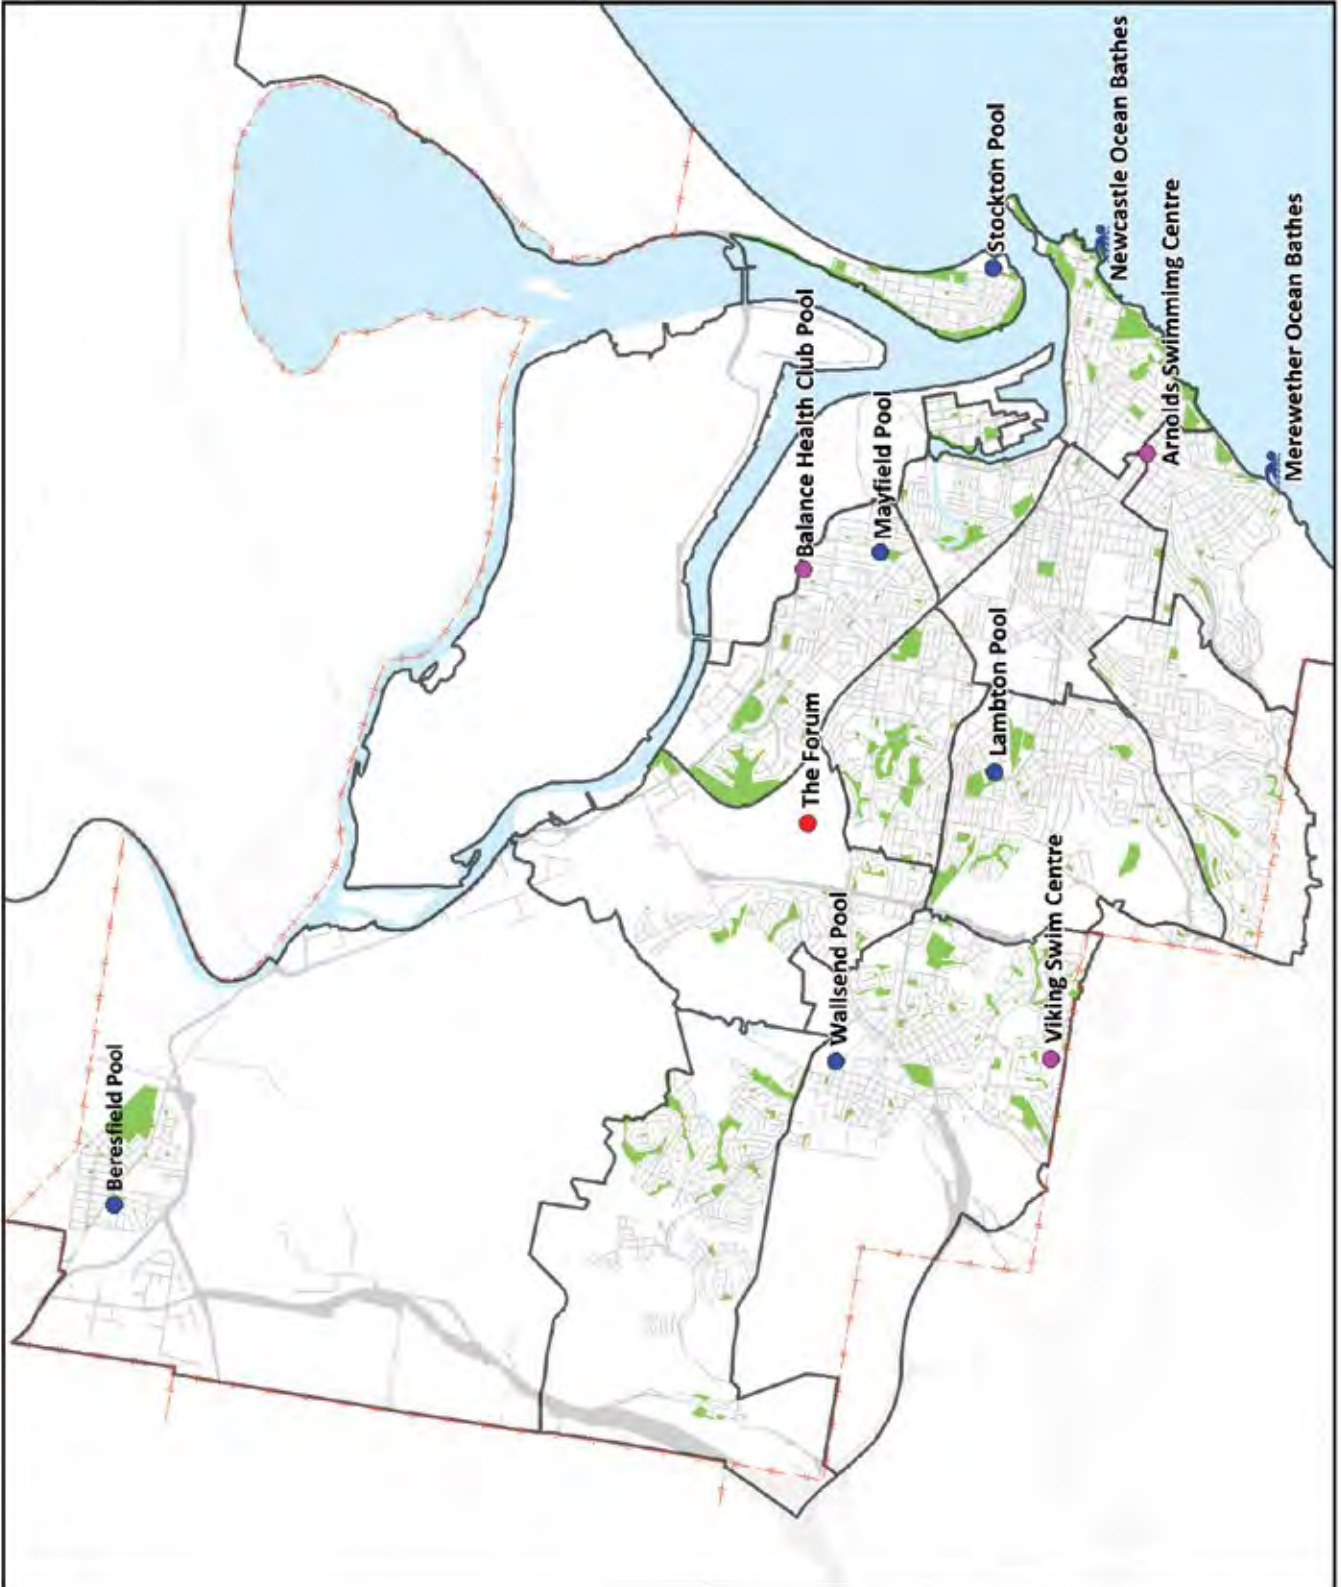 Beresfield Pool
Stockton Pool
Newcastle Ocean Bathes
Balance Health Club Pool
Mayfield Pool
Arnolds Swimmimg Centre
Merewether Ocean Bathes
The Forum
Lambton Pool
Wallsend Pool
Viking Swim Centre